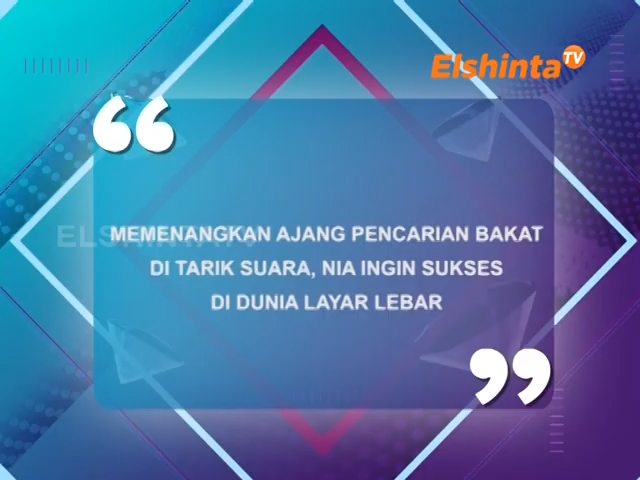 Elshinta TV
MEMENANGKAN AJANG PENCARIAN BAKAT
DI TARIK SUARA, NIA INGIN SUKSES
DI DUNIA LAYAR LEBAR